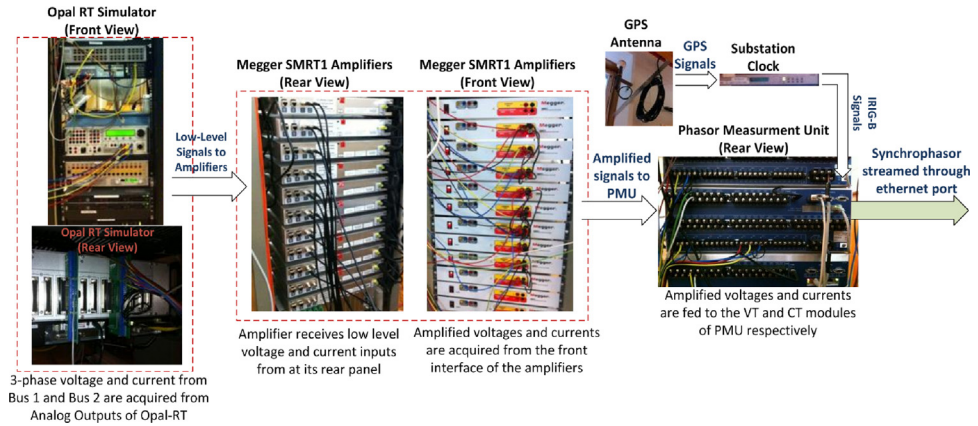 Opal RT Simulator
(Front View)
Low-Level
Signals to
Amplifiers
Opal RT Simulator
(Rear View)
3-phase voltage and current from
Bus 1 and Bus 2 are acquired from
Analog Outputs of Opal-RT
Megger SMRT1 Amplifiers
(Rear View)
Amplifier receives low level
voltage and current inputs
from at its rear panel
Megger SMRT1 Amplifiers
(Front View)
Megger
Amplified voltages and currents
are acquired from the front
interface of the amplifiers
Amplified
signals to
PMU
GPS
Antenna
GPS
Signals
Substation
Clock
IRIG-B
Signals
Phasor Measurment Unit
(Rear View)
Amplified voltages and currents
are fed to the VT and CT modules
of PMU respectively
Synchrophasor
streamed through
ethernet port